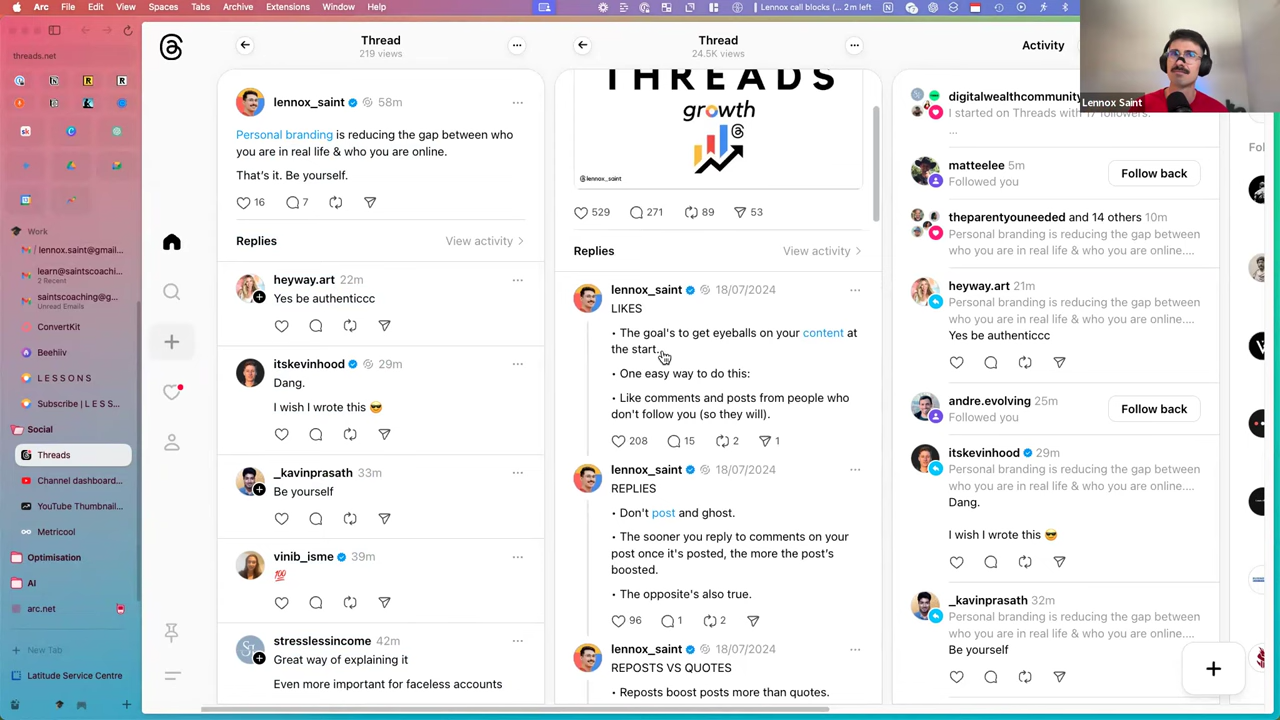 Arc File Edit View Spaces Tabs Archive Extensions Window Help
Lennox call blocks ( … • 2m left
threads.net
Work
/ lennox.saint@gmail...
learn@saintscoachi...
2 Recent
saintscoaching@g...
Unread Emails
ConvertKit
Beehiiv
L E S S O N S
Subscribe | L E S S...
Social
Threads
Channel dashboard...
YouTube Thumbnail...
Metricool
Optimisation
AI
arc.net
New Tab
Latitude Service Centre
Thread
219 views
lennox_saint 58m
Personal branding is reducing the gap between who
you are in real life & who you are online.
That's it. Be yourself.
16 7
Replies View activity
heyway.art 22m
Yes be authenticcc
itskevinhood 29m
Dang.
I wish I wrote this 😎
_kavinprasath 33m
Be yourself
vinib_isme 39m
💯
stresslessincome 42m
Great way of explaining it
Even more important for faceless accounts
Thread
24.5K views
THREADS
growth
@lennox_saint
529 271 89 53
Replies View activity
lennox_saint 18/07/2024
LIKES
• The goal's to get eyeballs on your content at
the start.
• One easy way to do this:
• Like comments and posts from people who
don't follow you (so they will).
208 15 2 1
lennox_saint 18/07/2024
REPLIES
• Don't post and ghost.
• The sooner you reply to comments on your
post once it's posted, the more the post's
boosted.
• The opposite's also true.
96 1 2
lennox_saint 18/07/2024
REPOSTS VS QUOTES
• Reposts boost posts more than quotes.
Activity
digitalwealthcommunity
I started on Threads with 17 followers.
...
matteelee 5m
Followed you
Follow back
theparentyouneeded and 14 others 10m
Personal branding is reducing the gap between
who you are in real life & who you are online....
heyway.art 21m
Personal branding is reducing the gap between
who you are in real life & who you are online....
Yes be authenticcc
andre.evolving 25m
Followed you
Follow back
itskevinhood 29m
Personal branding is reducing the gap between
who you are in real life & who you are online....
Dang.
I wish I wrote this 😎
_kavinprasath 32m
Personal branding is reducing the gap between
who you are in real life & who you are online....
Be yourself
Fol
Lennox Saint